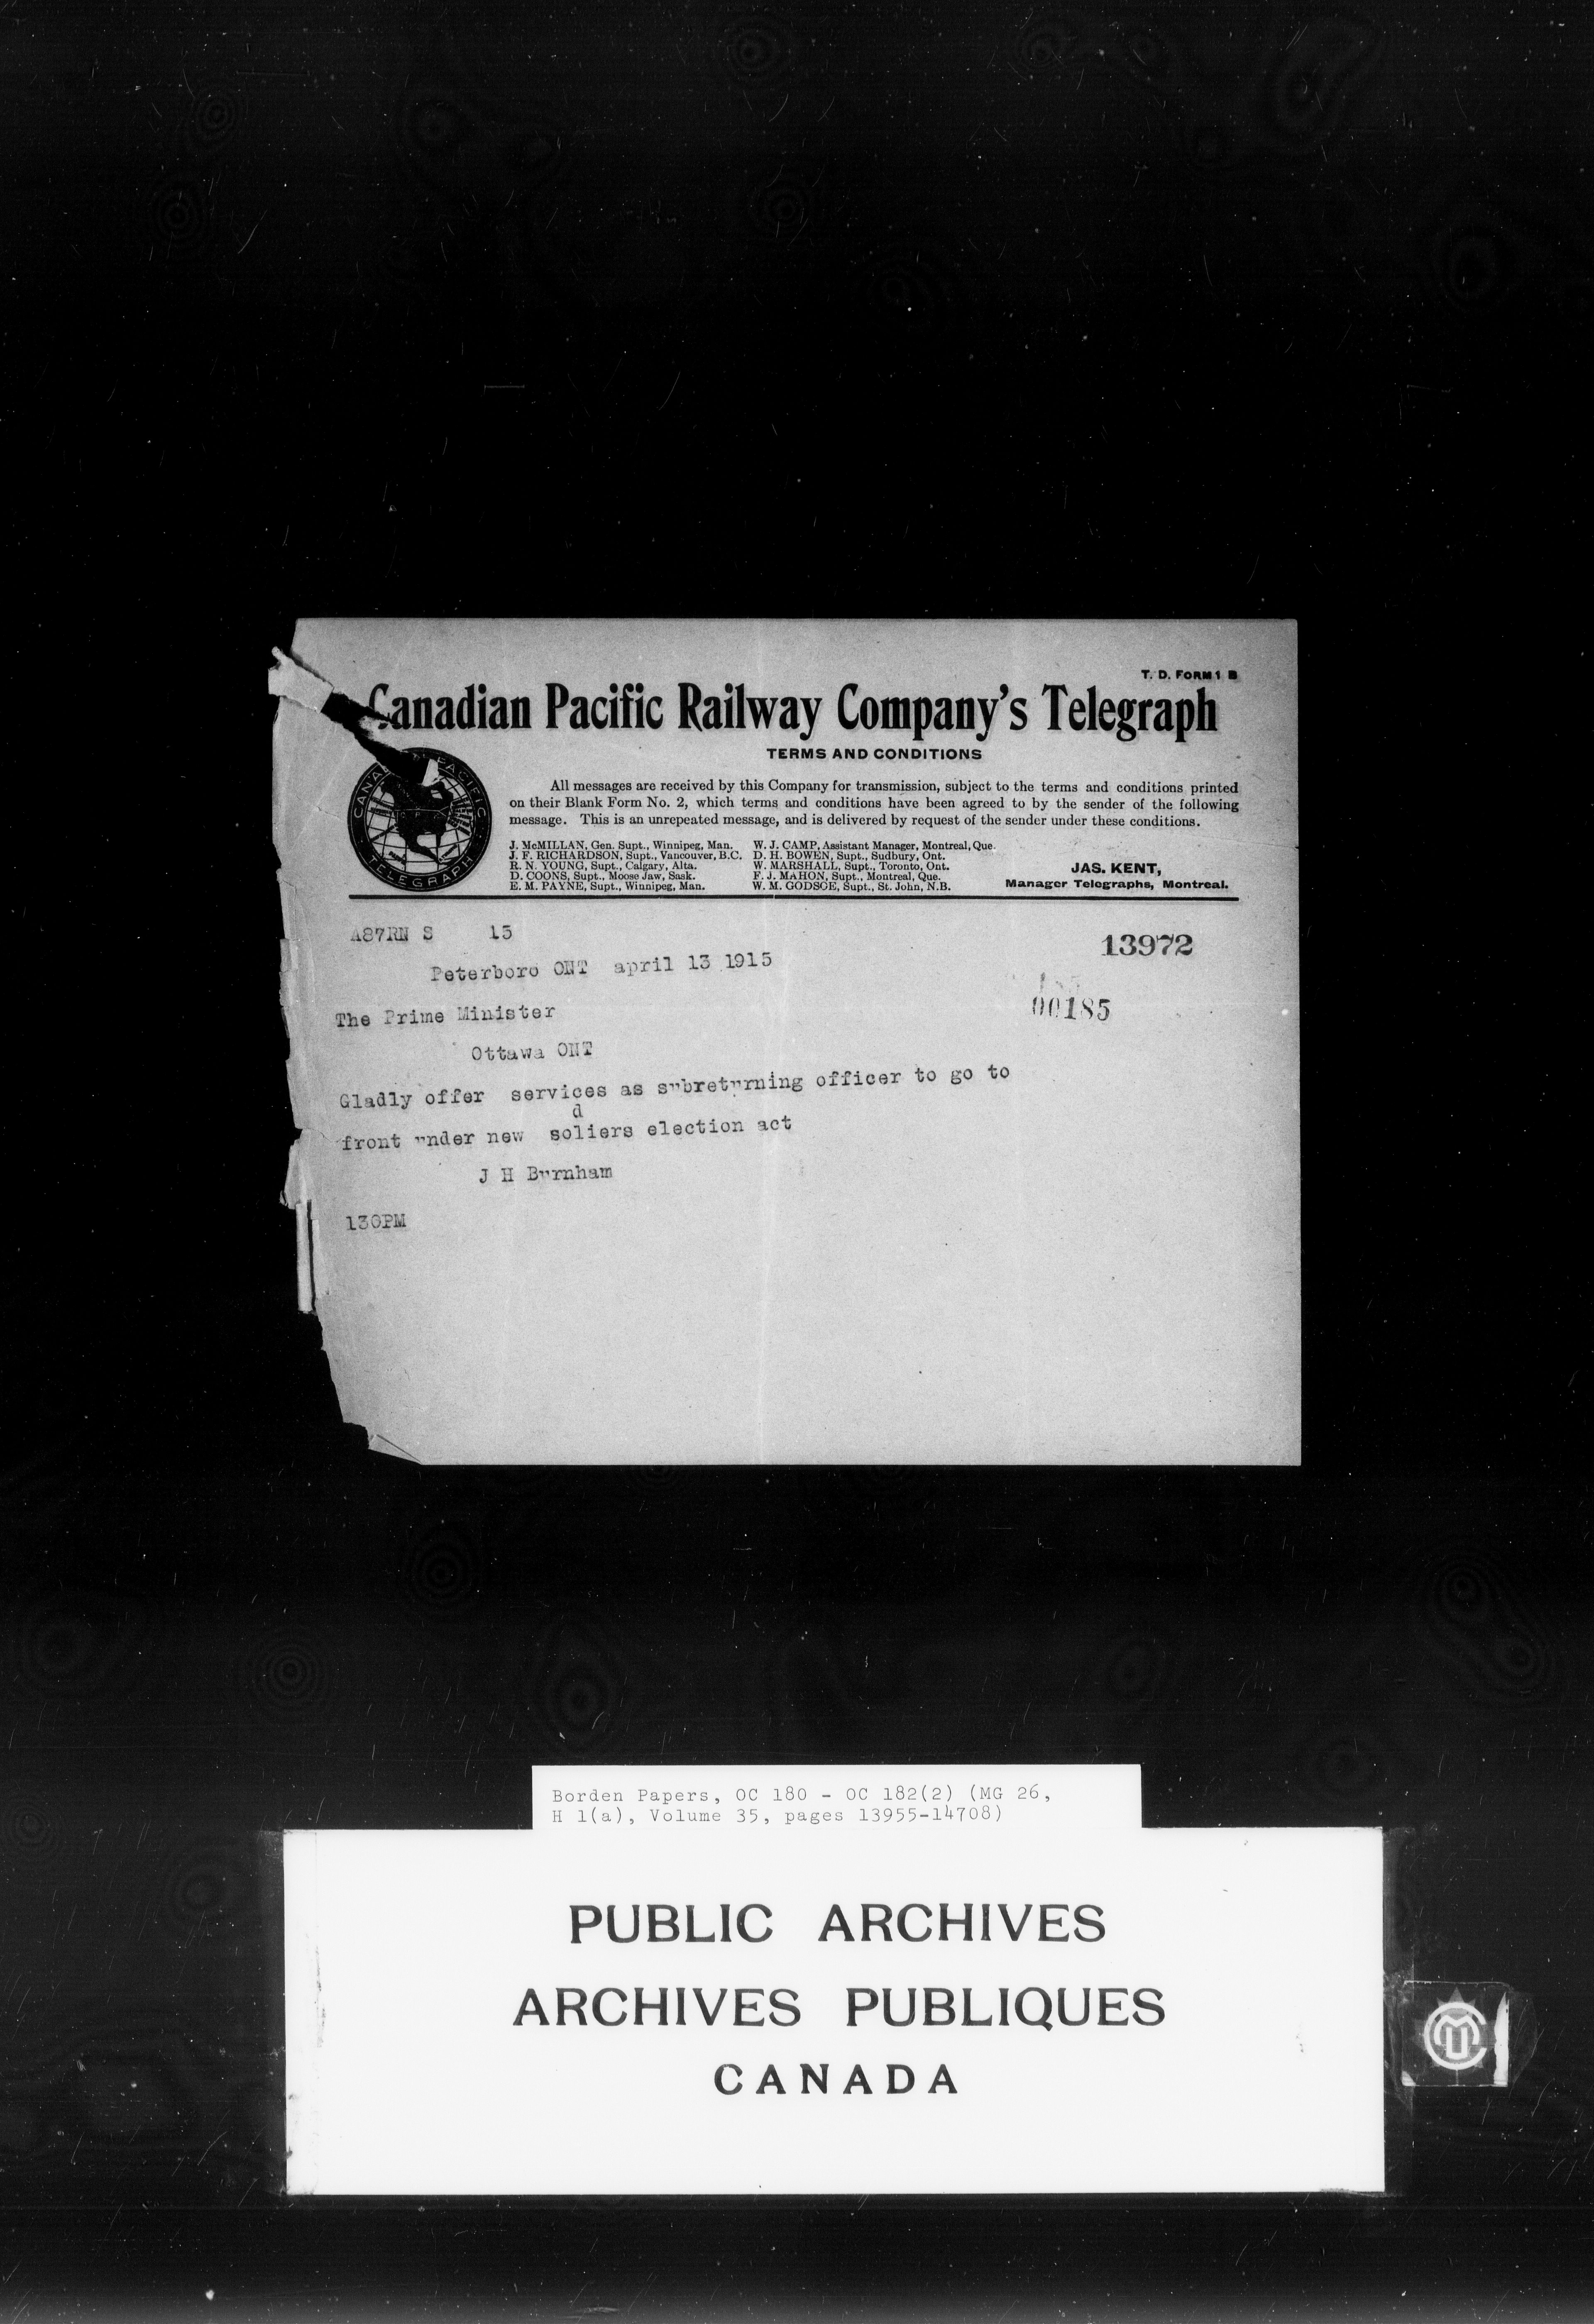 T. D. FORM 1 B
Canadian Pacific Railway Company's Telegraph
TERMS AND CONDITIONS
All messages are received by this Company for transmission, subject to the terms and conditions printed
on their Blank Form No. 2, which terms and conditions have been agreed to by the sender of the following
message. This is an unrepeated message, and is delivered by request of the sender under these conditions.
J. McMILLAN, Gen. Supt., Winnipeg, Man.
J. F. RICHARDSON, Supt., Vancouver, B.C.
R. N. YOUNG, Supt., Calgary, Alta.
D. COONS, Supt., Moose Jaw, Sask.
E. M. PAYNE, Supt., Winnipeg, Man.
W. J. CAMP, Assistant Manager, Montreal, Que.
D. H. BOWEN, Supt., Sudbury, Ont.
W. MARSHALL, Supt., Toronto, Ont.
F. J. MAHON, Supt., Montreal, Que.
W. M. GODSOE, Supt., St. John, N.B.
JAS. KENT,
Manager Telegraphs, Montreal.
TELEGRAPH
A87RN S 15
13972
Peterboro ONT april 13 1915
00185
The Prime Minister
Ottawa ONT
Gladly offer services as subreturning officer to go to
d
front under new soliers election act
J H Burnham
130PM
Borden Papers, OC 180 - OC 182(2) (MG 26,
H 1(a), Volume 35, pages 13955-14708)
PUBLIC ARCHIVES
ARCHIVES PUBLIQUES
CANADA